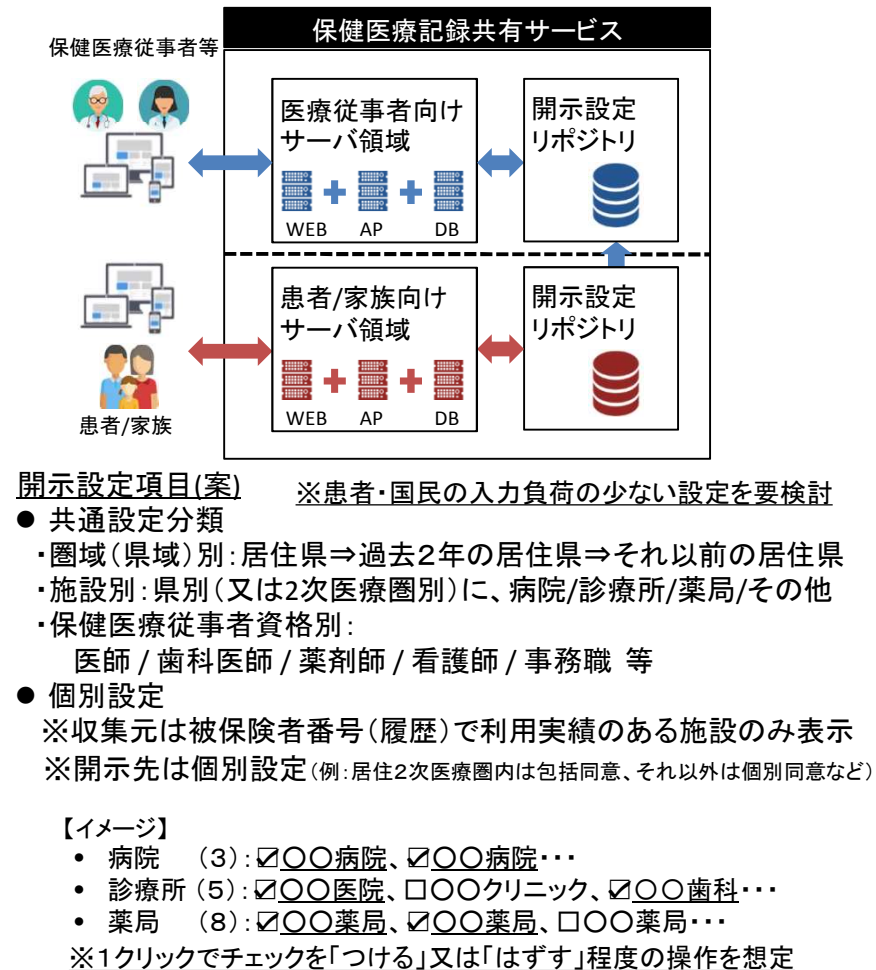 保健医療記録共有サービス
保健医療従事者等
医療従事者向け
サーバ領域
WEB AP DB
開示設定
リポジトリ
患者/家族向け
サーバ領域
WEB AP DB
開示設定
リポジトリ
患者/家族
開示設定項目(案) ※患者・国民の入力負荷の少ない設定を要検討
● 共通設定分類
・圏域(県域)別:居住県⇒過去2年の居住県⇒それ以前の居住県
・施設別:県別(又は2次医療圏別)に、病院/診療所/薬局/その他
・保健医療従事者資格別:
医師 / 歯科医師 / 薬剤師 / 看護師 / 事務職 等
● 個別設定
※収集元は被保険者番号(履歴)で利用実績のある施設のみ表示
※開示先は個別設定(例:居住2次医療圏内は包括同意、それ以外は個別同意など)
【イメージ】
• 病院 (3):☑〇〇病院、☑〇〇病院・・・
• 診療所(5):☑〇〇医院、□〇〇クリニック、☑〇〇歯科・・・
• 薬局 (8):☑〇〇薬局、☑〇〇薬局、□〇〇薬局・・・
※1クリックでチェックを「つける」又は「はずす」程度の操作を想定